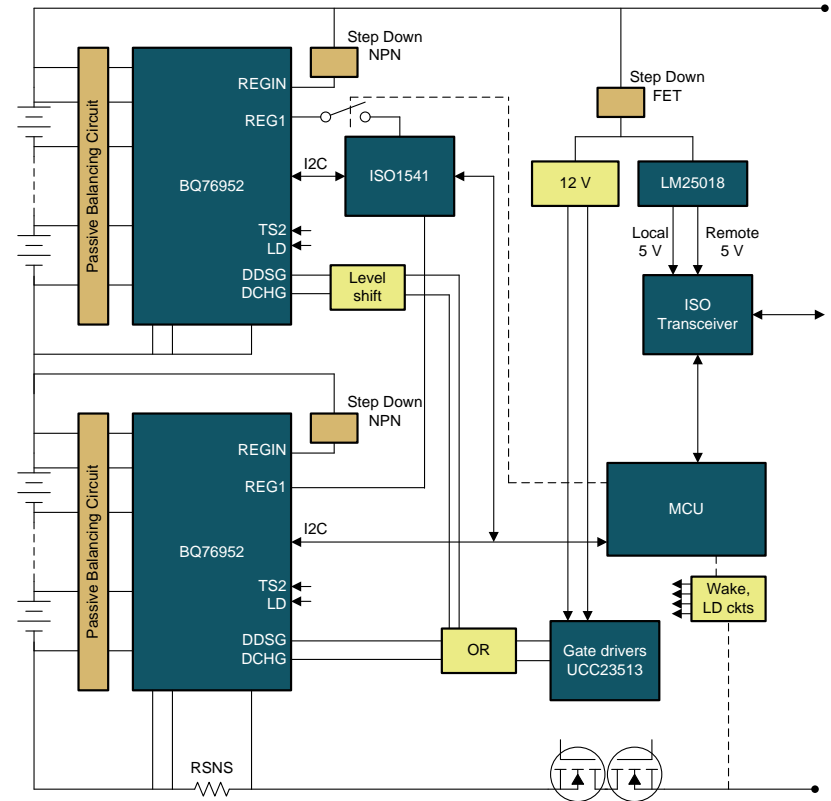 Step Down
NPN
Passive Balancing Circuit
BQ76952
REGIN
REG1
I2C
TS2
LD
DDSG
DCHG
ISO1541
Level
shift
Step Down
FET
12 V
LM25018
Local
5 V
Remote
5 V
ISO
Transceiver
Step Down
NPN
Passive Balancing Circuit
BQ76952
REGIN
REG1
I2C
TS2
LD
DDSG
DCHG
MCU
Wake,
LD ckts
OR
Gate drivers
UCC23513
RSNS